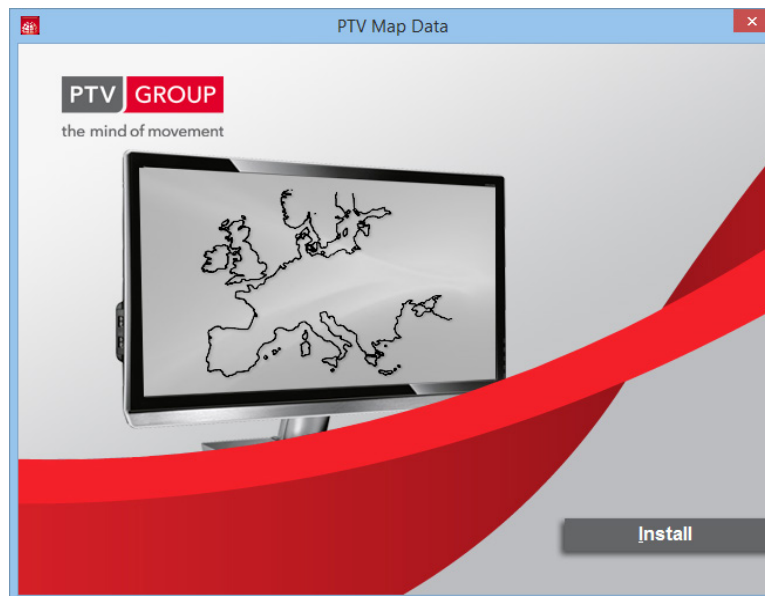 PTV Map Data
PTV GROUP
the mind of movement
Install